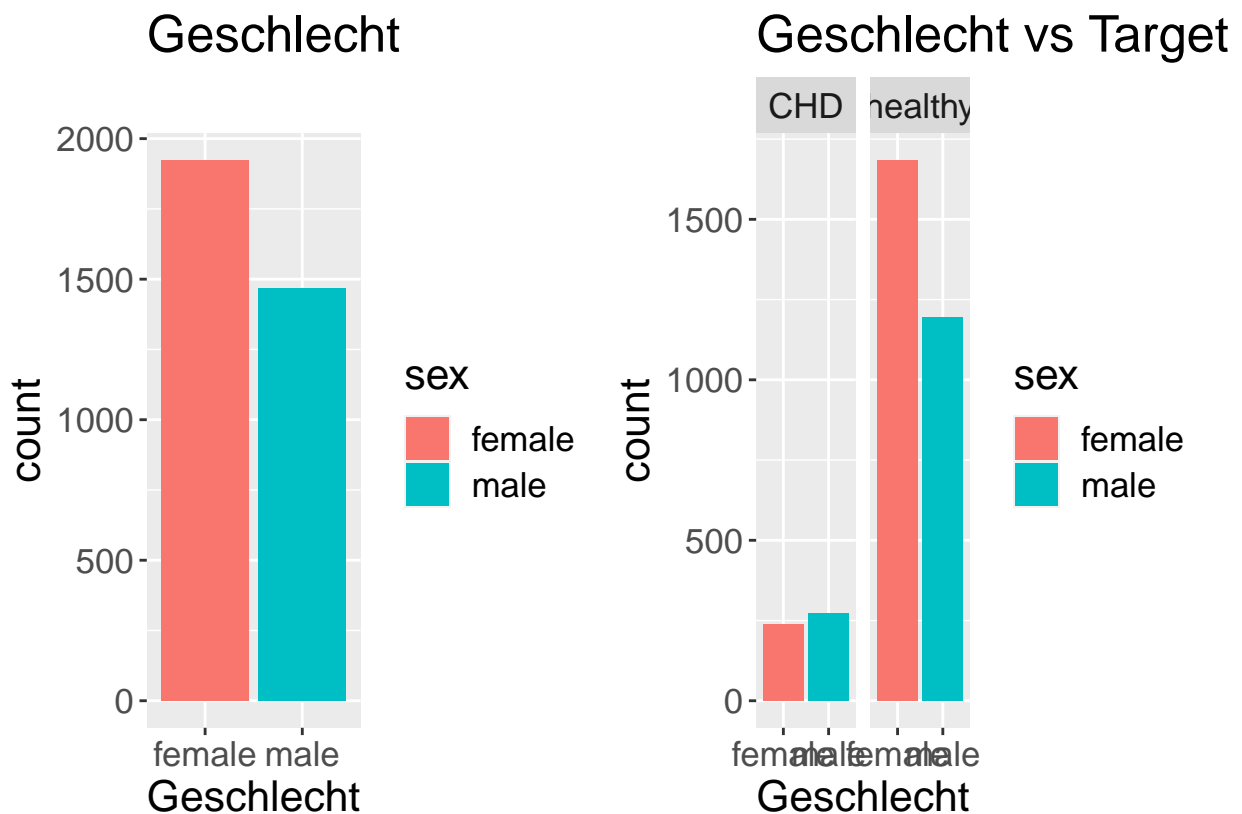 Geschlecht
2000
1500
1000
500
0
count
female male
Geschlecht
sex
female
male
Geschlecht vs Target
CHD healthy
1500
1000
500
0
count
female male female male
Geschlecht
sex
female
male